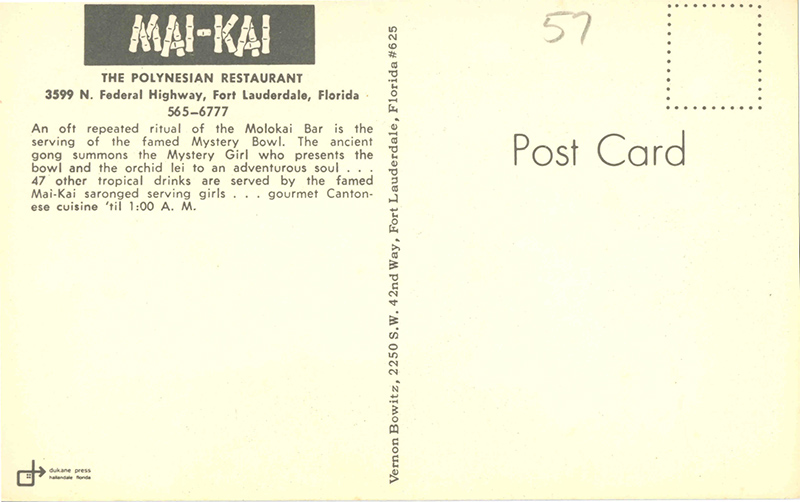 MAI-KAI
THE POLYNESIAN RESTAURANT
3599 N. Federal Highway, Fort Lauderdale, Florida
565-6777
An oft repeated ritual of the Molokai Bar is the
serving of the famed Mystery Bowl. The ancient
gong summons the Mystery Girl who presents the
bowl and the orchid lei to an adventurous soul . . .
47 other tropical drinks are served by the famed
Mai-Kai saronged serving girls . . . gourmet Canton-
ese cuisine 'til 1:00 A. M.
dukane press
hallandale florida
Vernon Bowitz, 2250 S.W. 42nd Way, Fort Lauderdale, Florida #625
57
Post Card